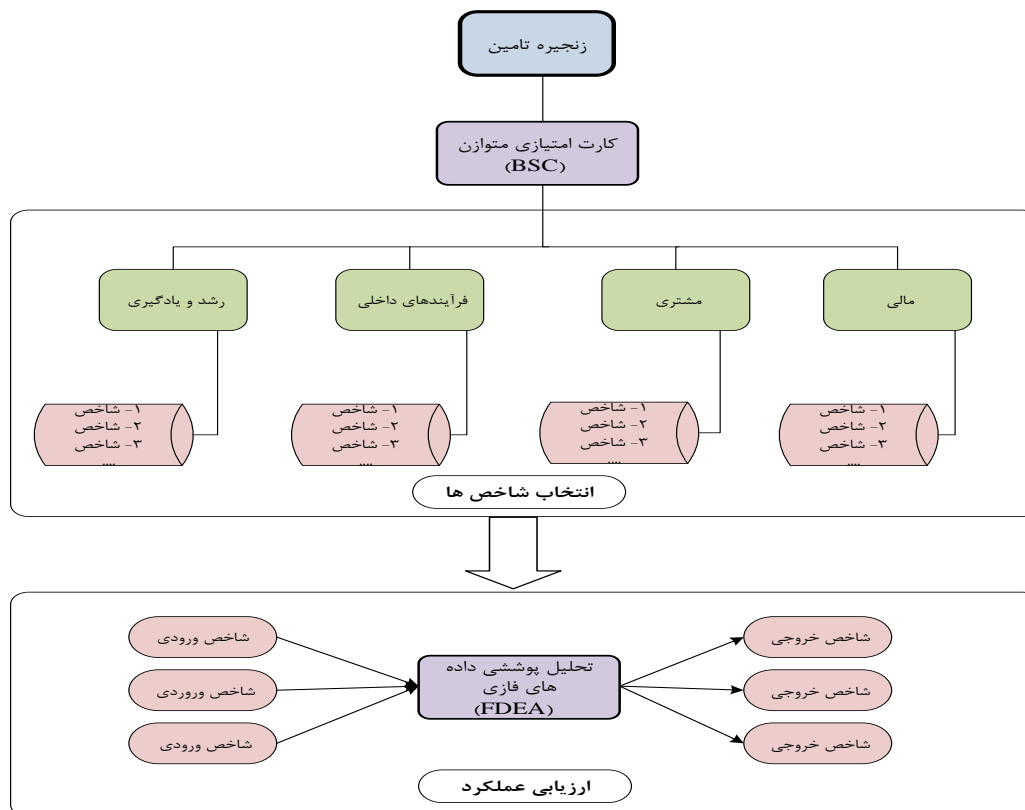 زنجیره تامین
کارت امتیازی متوازن
(BSC)
مالی
مشتری
فرآیندهای داخلی
رشد و یادگیری
۱- شاخص
۲- شاخص
۳- شاخص
....
۱- شاخص
۲- شاخص
۳- شاخص
....
۱- شاخص
۲- شاخص
۳- شاخص
....
۱- شاخص
۲- شاخص
۳- شاخص
....
انتخاب شاخص ها
شاخص ورودی
شاخص وروردی
شاخص ورودی
تحلیل پوششی داده
های فازی
(FDEA)
شاخص خروجی
شاخص خروجی
شاخص خروجی
ارزیابی عملکرد